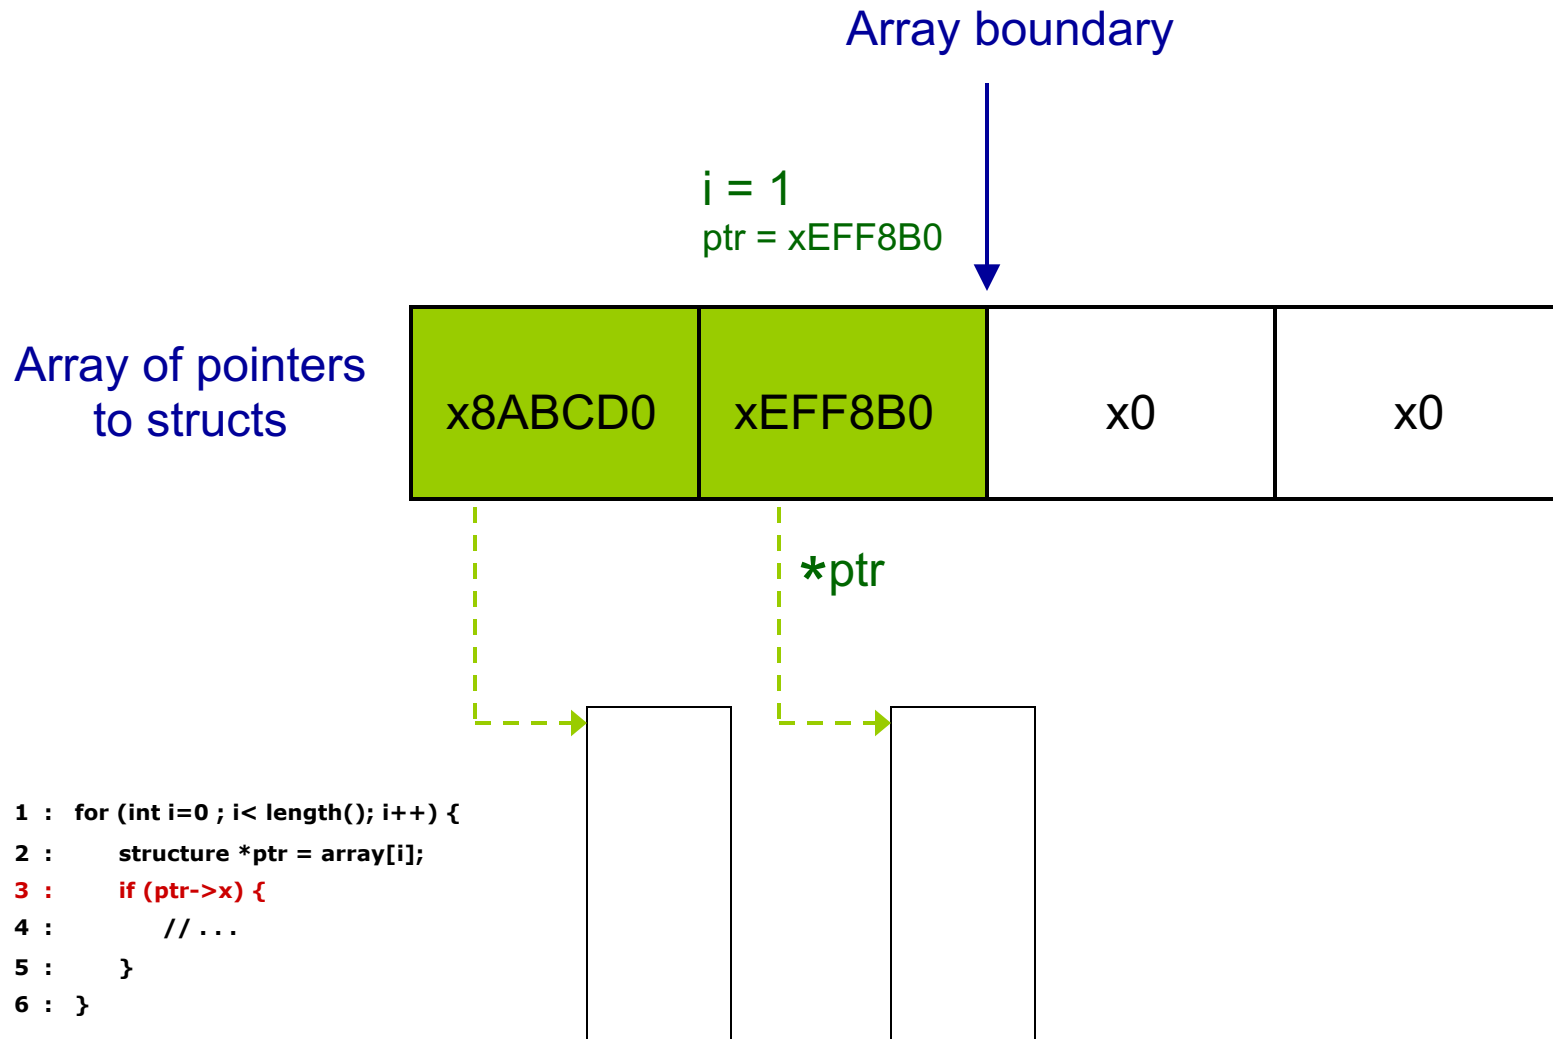 Array boundary
i = 1
ptr = xEFF8B0
Array of pointers
to structs
x8ABCD0
xEFF8B0
x0
x0
*ptr
1 : for (int i=0 ; i< length(); i++) {
2 : structure *ptr = array[i];
3 : if (ptr->x) {
4 : // . . .
5 : }
6 : }